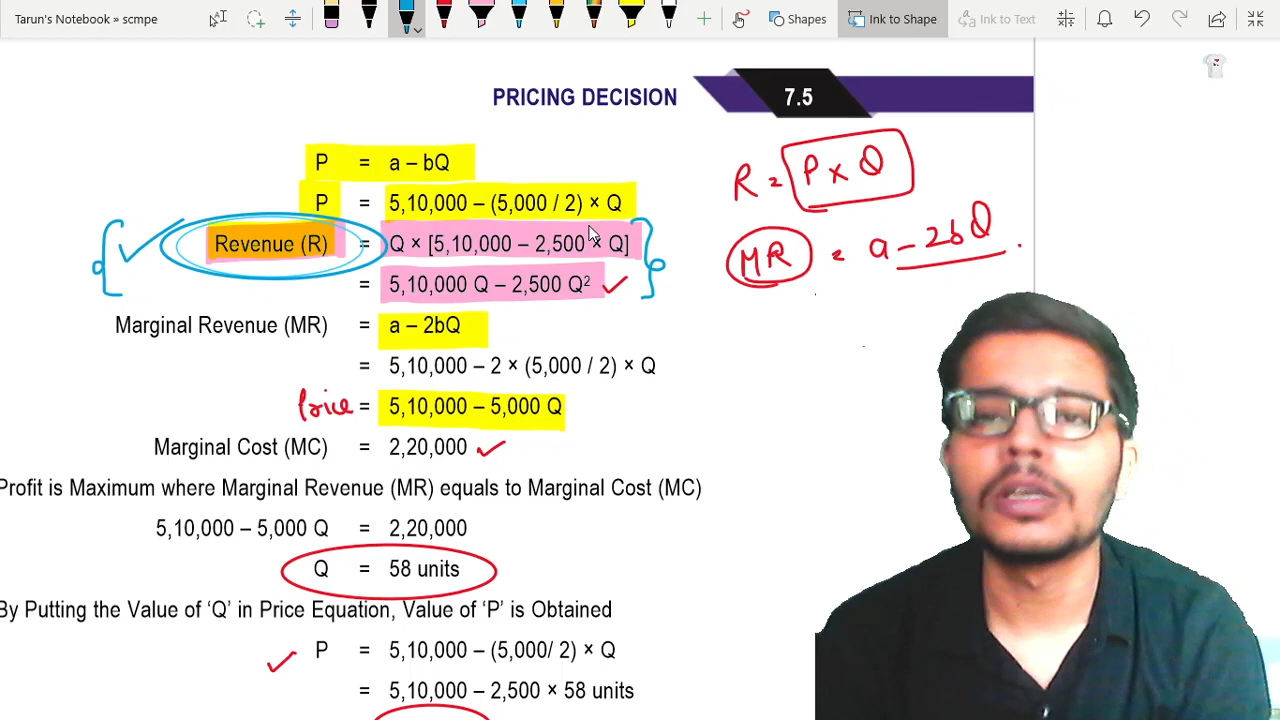 Tarun's Notebook » scmpe
Shapes
Ink to Shape
Ink to Text
PRICING DECISION 7.5
P = a – bQ
P = 5,10,000 – (5,000 / 2) × Q
Revenue (R) = Q × [5,10,000 – 2,500 × Q]
= 5,10,000 Q – 2,500 Q²
Marginal Revenue (MR) = a – 2bQ
= 5,10,000 – 2 × (5,000 / 2) × Q
Price = 5,10,000 – 5,000 Q
Marginal Cost (MC) = 2,20,000
Profit is Maximum where Marginal Revenue (MR) equals to Marginal Cost (MC)
5,10,000 – 5,000 Q = 2,20,000
Q = 58 units
By Putting the Value of ‘Q’ in Price Equation, Value of ‘P’ is Obtained
P = 5,10,000 – (5,000/ 2) × Q
= 5,10,000 – 2,500 × 58 units
R = P × Q
MR = a – 2bQ